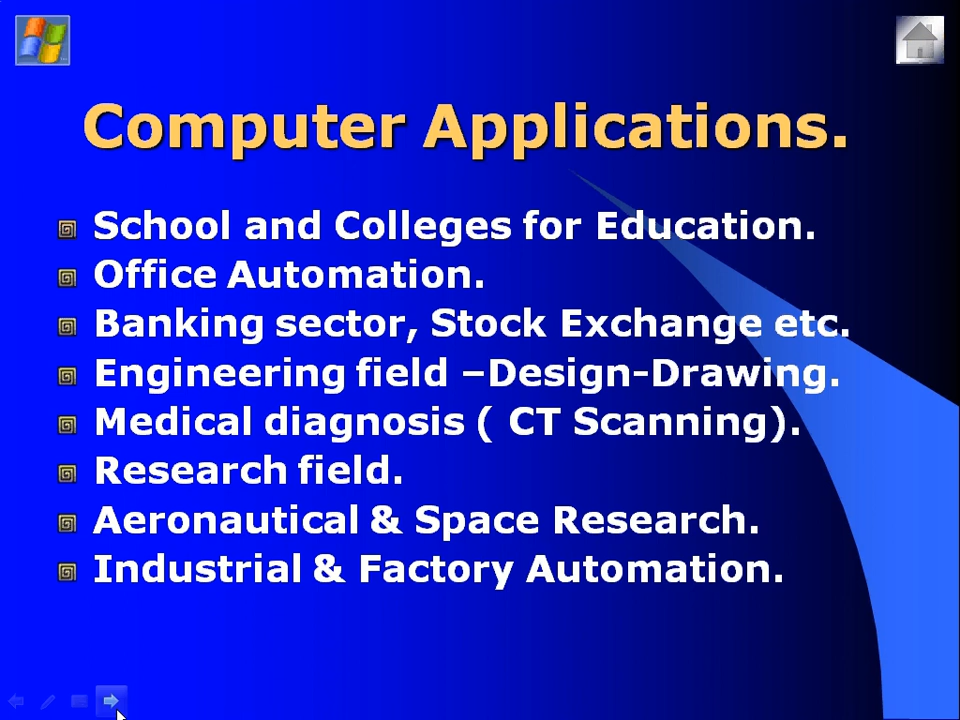 Computer Applications.
School and Colleges for Education.
Office Automation.
Banking sector, Stock Exchange etc.
Engineering field –Design-Drawing.
Medical diagnosis ( CT Scanning).
Research field.
Aeronautical & Space Research.
Industrial & Factory Automation.